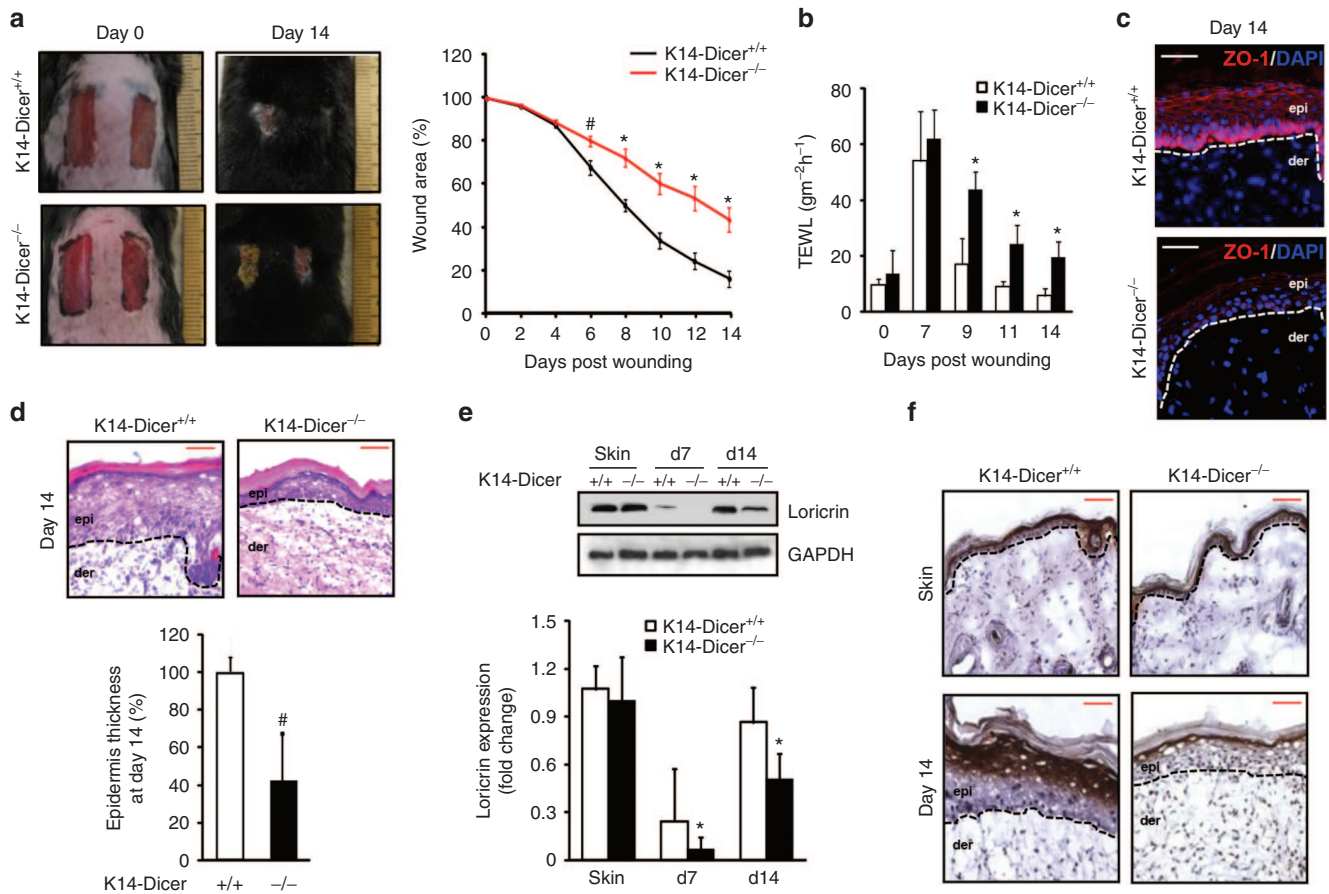 a
Day 0
Day 14
K14-Dicer+/+
K14-Dicer−/−
120
100
80
60
40
20
0
Wound area (%)
K14-Dicer+/+
K14-Dicer−/−
#
*
*
*
*
0 2 4 6 8 10 12 14
Days post wounding
b
80
60
40
20
0
TEWL (gm−2h−1)
K14-Dicer+/+
K14-Dicer−/−
*
*
*
0 7 9 11 14
Days post wounding
c
Day 14
K14-Dicer+/+
ZO-1/DAPI
epi
der
K14-Dicer−/−
ZO-1/DAPI
epi
der
d
K14-Dicer+/+
K14-Dicer−/−
Day 14
epi
der
epi
der
120
100
80
60
40
20
0
Epidermis thickness
at day 14 (%)
#
K14-Dicer +/+ −/−
e
Skin d7 d14
K14-Dicer +/+ −/− +/+ −/− +/+ −/−
Loricrin
GAPDH
1.5
1.2
0.9
0.6
0.3
0
Loricrin expression
(fold change)
K14-Dicer+/+
K14-Dicer−/−
*
*
Skin d7 d14
f
K14-Dicer+/+
K14-Dicer−/−
Skin
Day 14
epi
der
epi
der